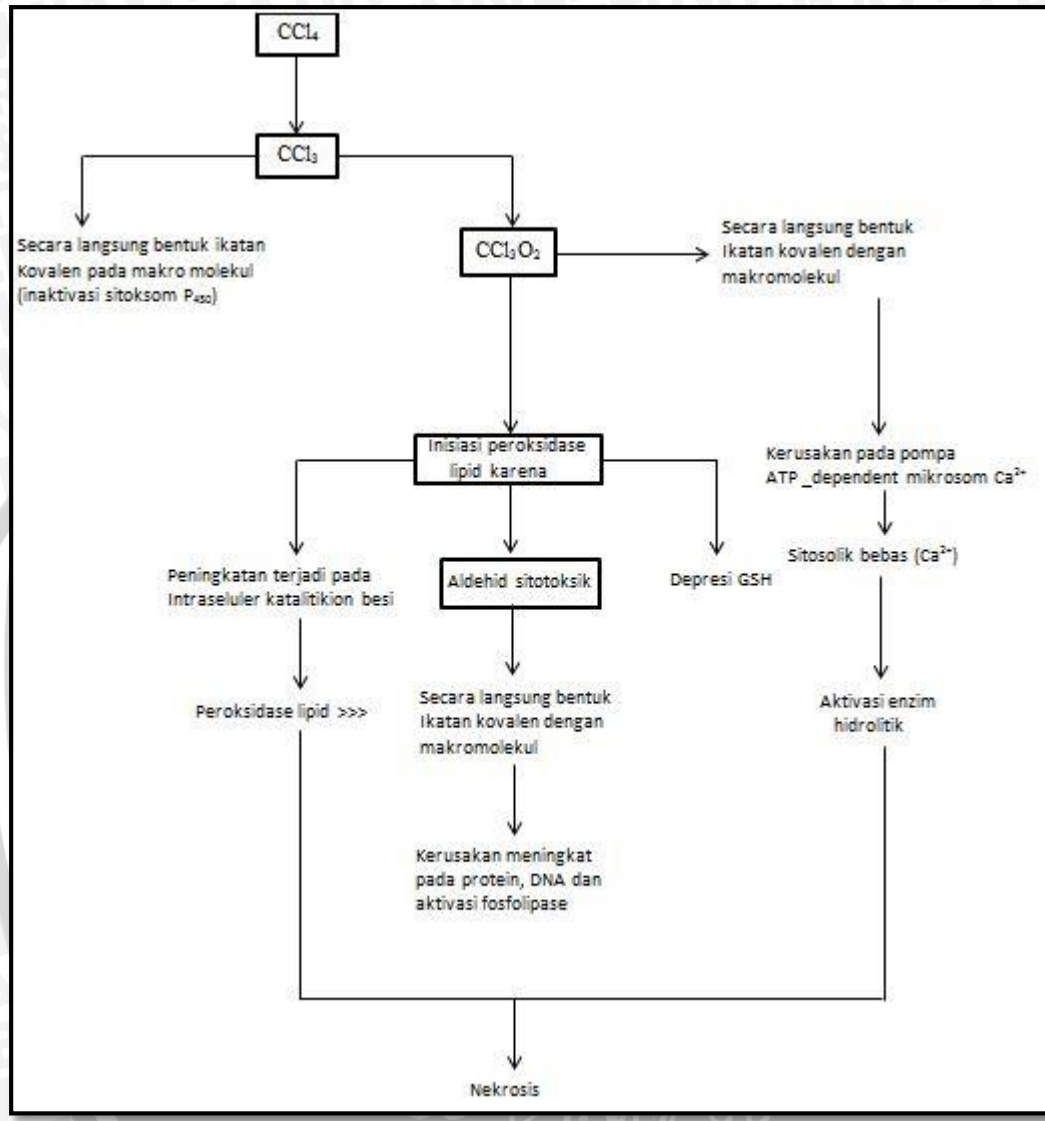 CCl₄
CCl₃
Secara langsung bentuk ikatan
Kovalen pada makro molekul
(inaktivasi sitoksom P₄₅₀)
CCl₃O₂
Secara langsung bentuk
Ikatan kovalen dengan
makromolekul
Inisiasi peroksidase
lipid karena
Kerusakan pada pompa
ATP _dependent mikrosom Ca²⁺
Peningkatan terjadi pada
Intraseluler katalitikion besi
Aldehid sitotoksik
Depresi GSH
Sitosolik bebas (Ca²⁺)
Peroksidase lipid >>>
Secara langsung bentuk
Ikatan kovalen dengan
makromolekul
Aktivasi enzim
hidrolitik
Kerusakan meningkat
pada protein, DNA dan
aktivasi fosfolipase
Nekrosis